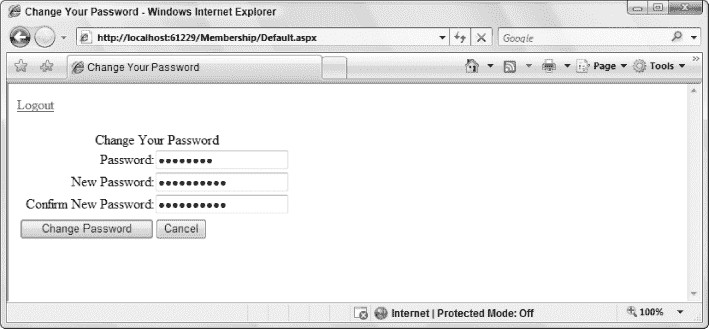 Change Your Password - Windows Internet Explorer
http://localhost:61229/Membership/Default.aspx
Google
Change Your Password
Page
Tools
Logout
Change Your Password
Password:
New Password:
Confirm New Password:
Change Password Cancel
Internet | Protected Mode: Off
100%